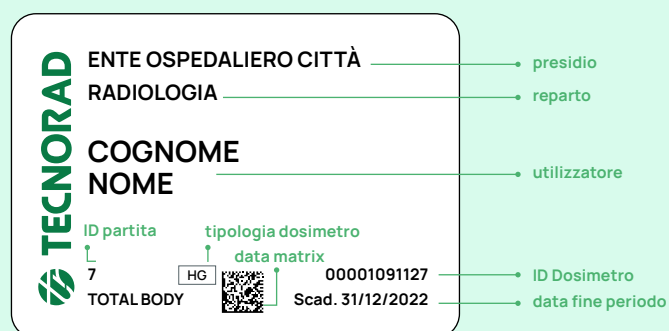 TECNORAD
ENTE OSPEDALIERO CITTÀ
presidio
RADIOLOGIA
reparto
COGNOME
NOME
utilizzatore
ID partita
tipologia dosimetro
data matrix
7
HG
00001091127
ID Dosimetro
TOTAL BODY
Scad. 31/12/2022
data fine periodo